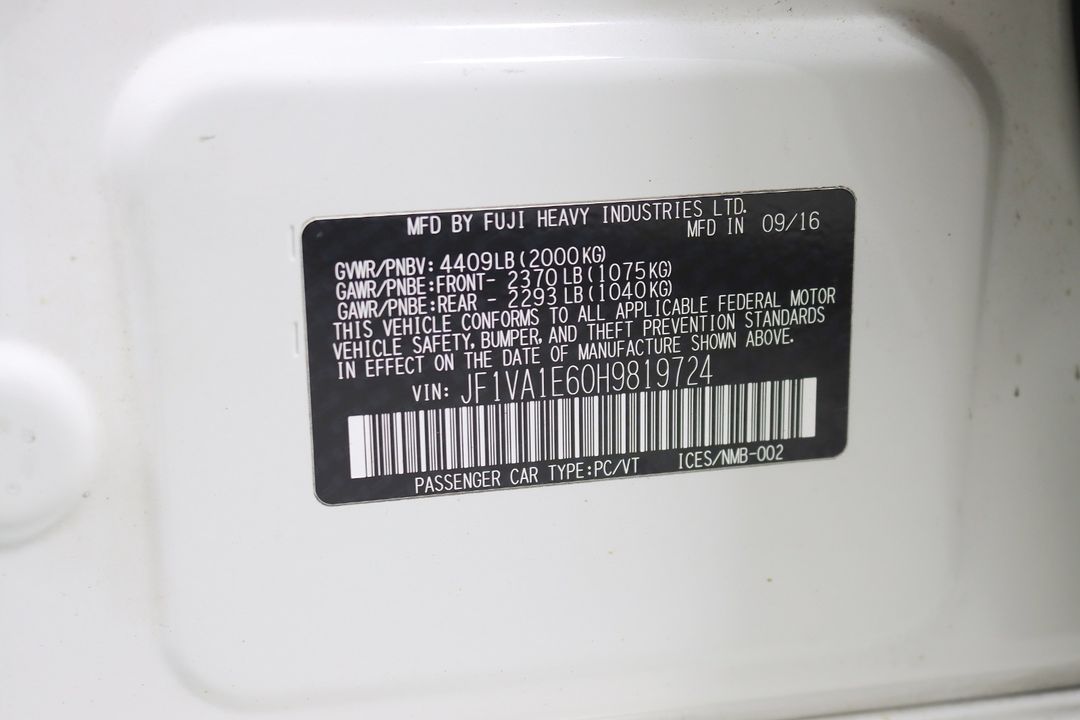 MFD BY FUJI HEAVY INDUSTRIES LTD.
MFD IN 09/16
GVWR/PNBV: 4409LB(2000KG)
GAWR/PNBE:FRONT- 2370LB(1075KG)
GAWR/PNBE:REAR - 2293LB(1040KG)
THIS VEHICLE CONFORMS TO ALL APPLICABLE FEDERAL MOTOR
VEHICLE SAFETY, BUMPER, AND THEFT PREVENTION STANDARDS
IN EFFECT ON THE DATE OF MANUFACTURE SHOWN ABOVE.
VIN: JF1VA1E60H9819724
PASSENGER CAR TYPE:PC/VT ICES/NMB-002